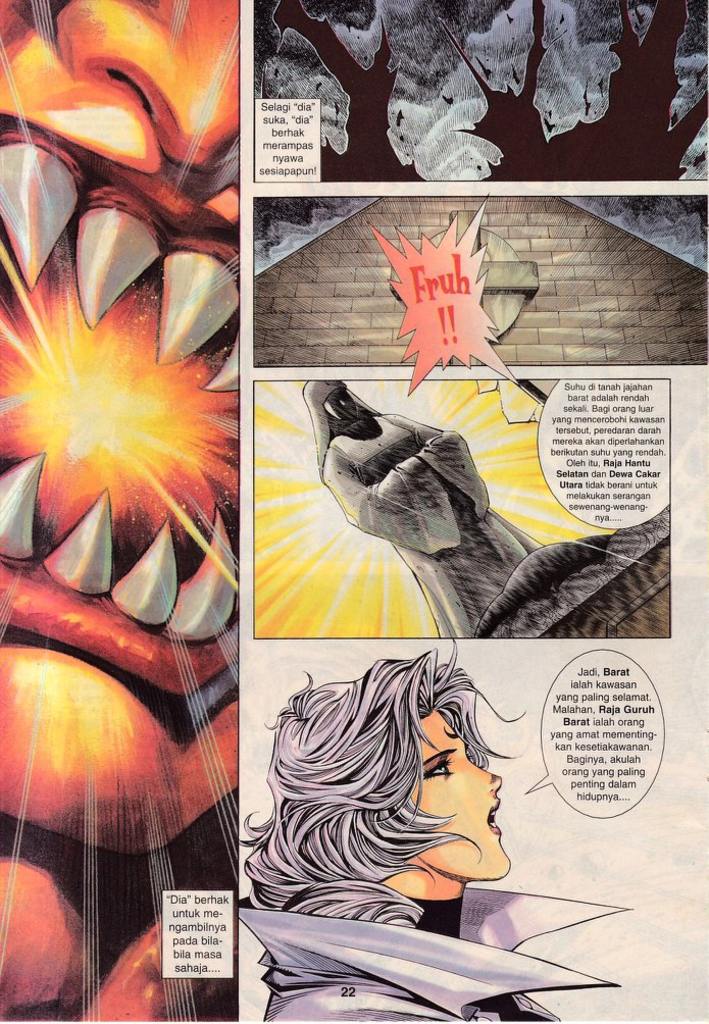 Selagi "dia"
suka, "dia"
berhak
merampas
nyawa
sesiapapun!
Fruh
!!
Suhu di tanah jajahan
barat adalah rendah
sekali. Bagi orang luar
yang mencerobohi kawasan
tersebut, peredaran darah
mereka akan diperlahankan
berikutan suhu yang rendah.
Oleh itu, Raja Hantu
Selatan dan Dewa Cakar
Utara tidak berani untuk
melakukan serangan
sewenang-wenang-
nya.....
Jadi, Barat
ialah kawasan
yang paling selamat.
Malahan, Raja Guruh
Barat ialah orang
yang amat mementing-
kan kesetiakawanan.
Baginya, akulah
orang yang paling
penting dalam
hidupnya....
"Dia" berhak
untuk me-
ngambilnya
pada bila-
bila masa
sahaja....
22